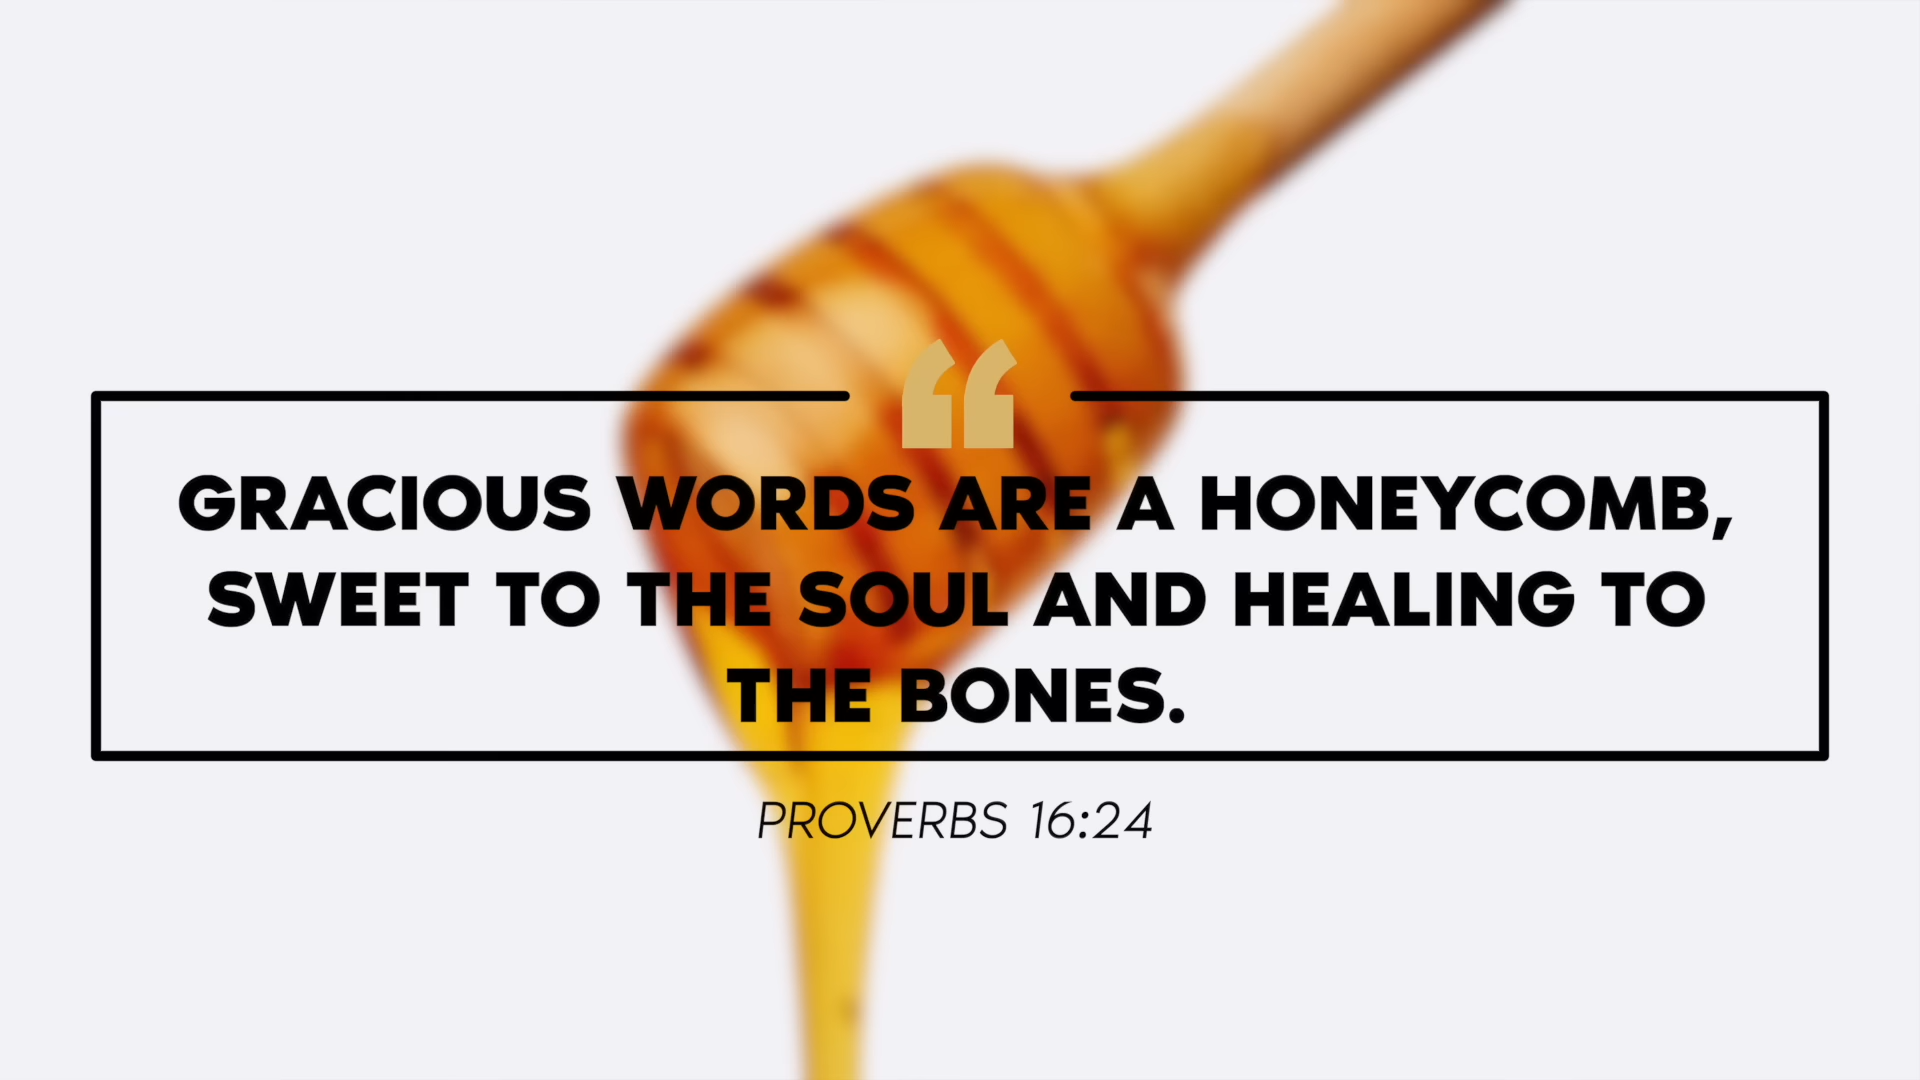 “
GRACIOUS WORDS ARE A HONEYCOMB,
SWEET TO THE SOUL AND HEALING TO
THE BONES.
PROVERBS 16:24